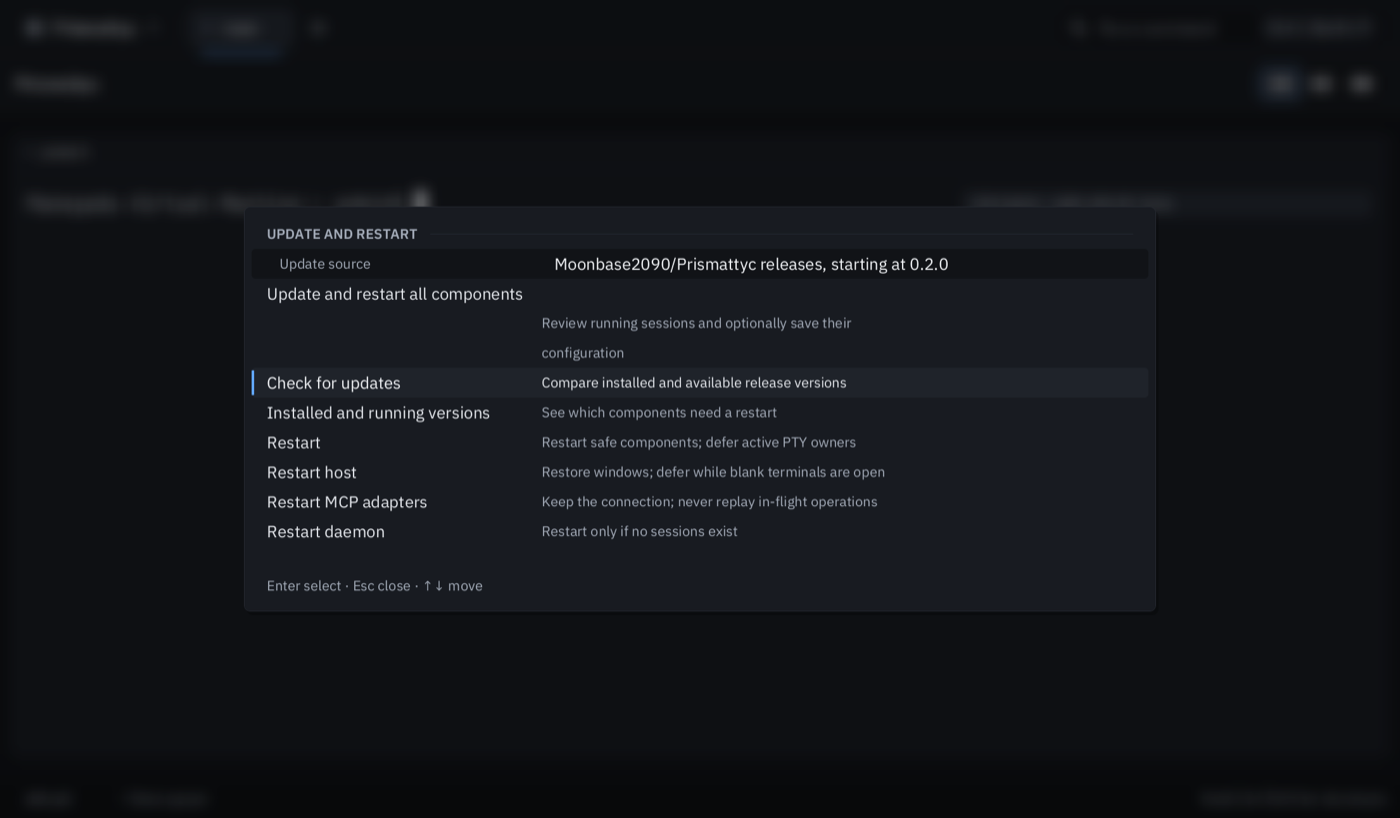 UPDATE AND RESTART
Update source Moonbase2090/Prismattyc releases, starting at 0.2.0
Update and restart all components
Review running sessions and optionally save their
configuration
Check for updates Compare installed and available release versions
Installed and running versions See which components need a restart
Restart Restart safe components; defer active PTY owners
Restart host Restore windows; defer while blank terminals are open
Restart MCP adapters Keep the connection; never replay in-flight operations
Restart daemon Restart only if no sessions exist
Enter select · Esc close · ↑↓ move